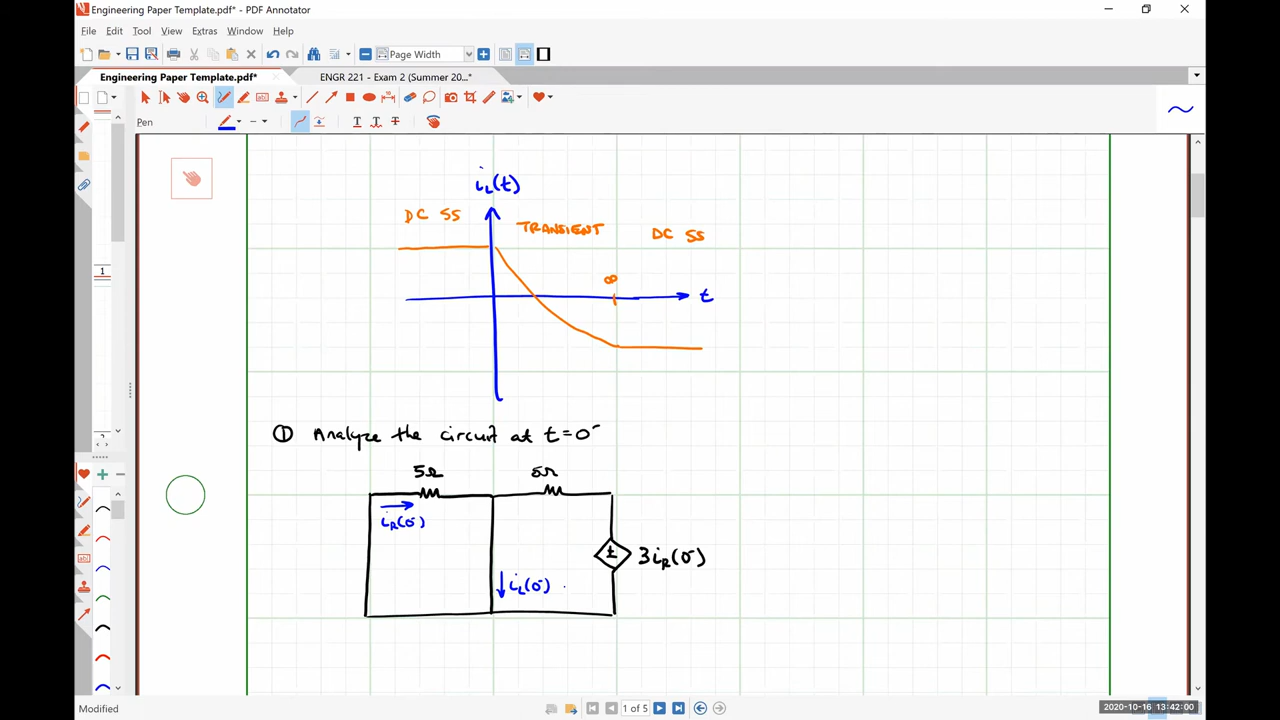 Engineering Paper Template.pdf* - PDF Annotator
File Edit Tool View Extras Window Help
Page Width
Engineering Paper Template.pdf*
ENGR 221 - Exam 2 (Summer 20..."
Pen
iL(t)
DC SS
TRANSIENT
DC SS
∞
t
1
① Analyze the circuit at t=0⁻
5Ω
5Ω
iR(0⁻)
3iR(0⁻)
iL(0⁻)
1 of 5
Modified
2020-10-16 13:42:00